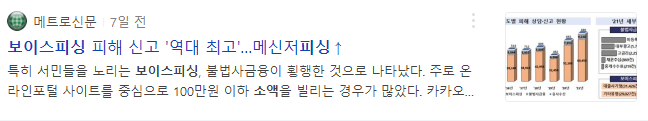 메트로신문 · 7일 전
보이스피싱 피해 신고 '역대 최고'...메신저피싱↑
특히 서민들을 노리는 보이스피싱, 불법사금융이 횡행한 것으로 나타났다. 주로 온
라인포털 사이트를 중심으로 100만원 이하 소액을 빌리는 경우가 많았다. 카카오...